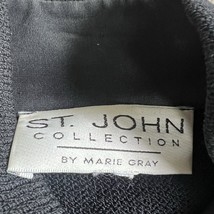 ST. JOHN
COLLECTION
BY MARIE GRAY